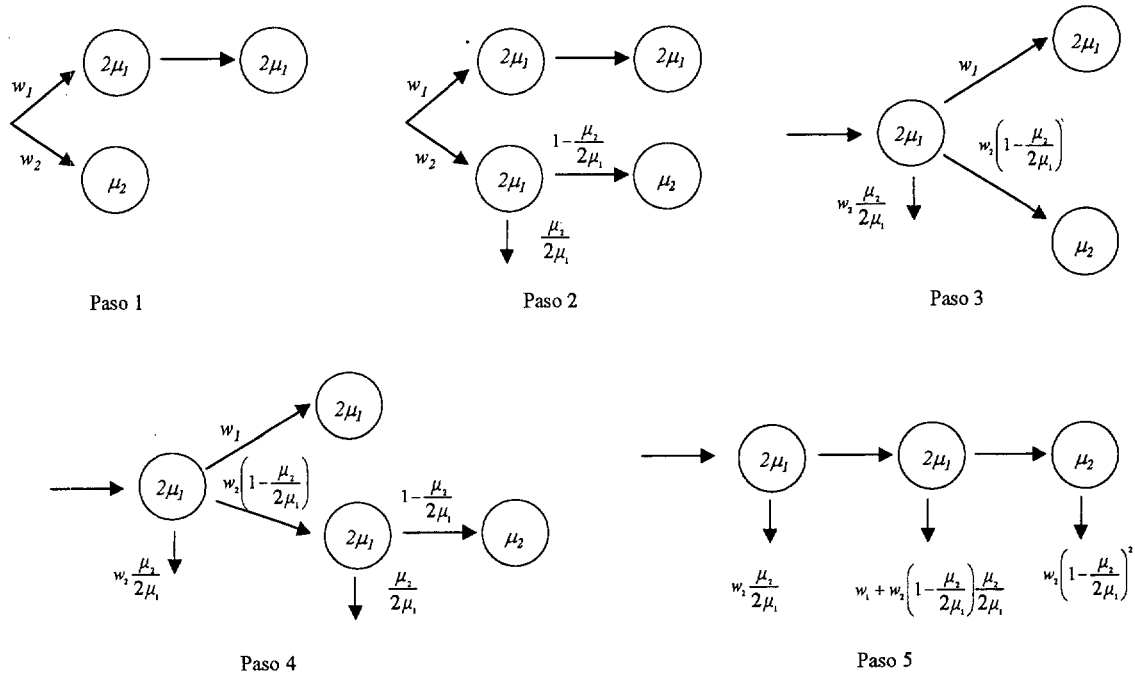 w₁
2μ₁
2μ₁
w₂
μ₂
Paso 1
w₁
2μ₁
2μ₁
w₂
2μ₁
1-μ₂/2μ₁
μ₂
μ₂/2μ₁
Paso 2
2μ₁
w₁
2μ₁
w₂(1-μ₂/2μ₁)
w₂ μ₂/2μ₁
μ₂
Paso 3
2μ₁
w₁
2μ₁
w₂(1-μ₂/2μ₁)
1-μ₂/2μ₁
2μ₁
μ₂
w₂ μ₂/2μ₁
μ₂/2μ₁
Paso 4
2μ₁
2μ₁
μ₂
w₂ μ₂/2μ₁
w₁ + w₂(1-μ₂/2μ₁)μ₂/2μ₁
w₂(1-μ₂/2μ₁)²
Paso 5